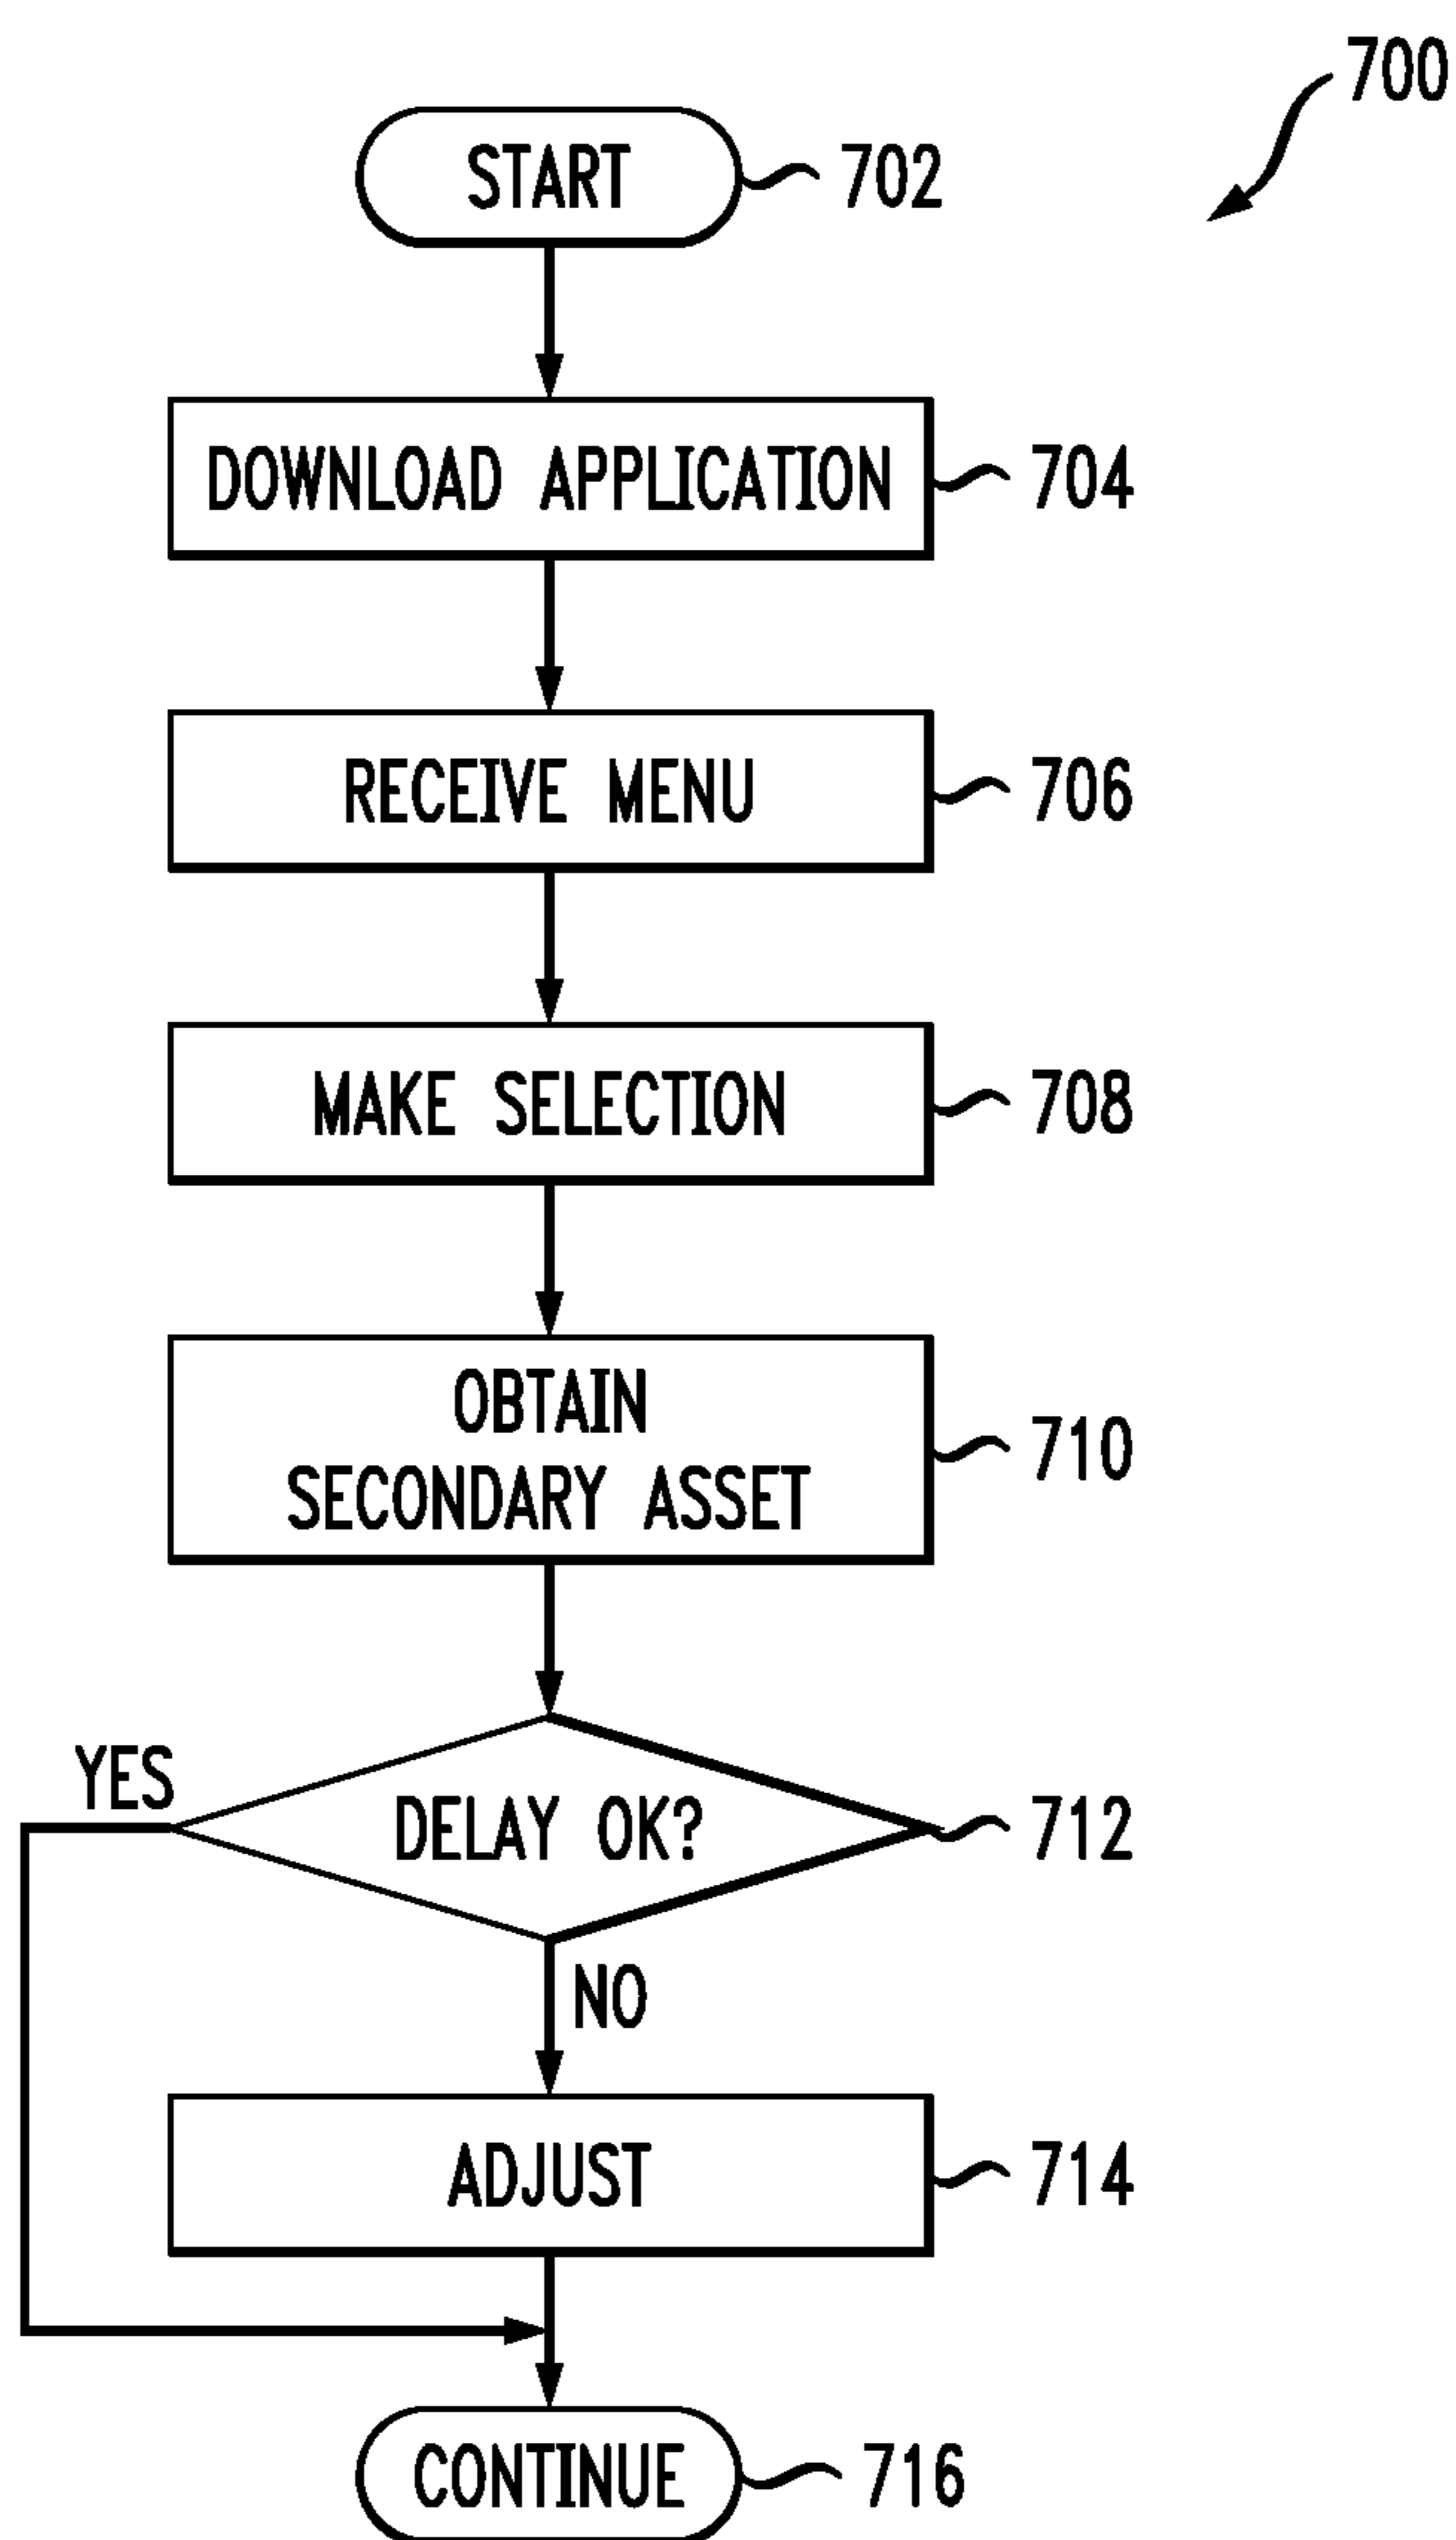 700
START 702
DOWNLOAD APPLICATION 704
RECEIVE MENU 706
MAKE SELECTION 708
OBTAIN
SECONDARY ASSET 710
YES
DELAY OK? 712
NO
ADJUST 714
CONTINUE 716